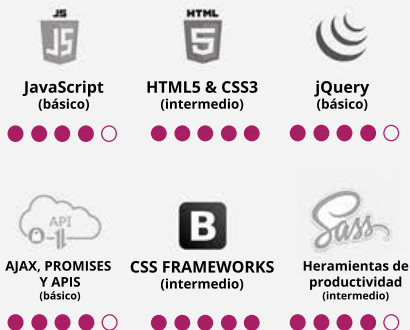 JS
HTML
JavaScript
(básico)
HTML5 & CSS3
(intermedio)
jQuery
(básico)
API
B
Sass
AJAX, PROMISES
Y APIS
(básico)
CSS FRAMEWORKS
(intermedio)
Heramientas de
productividad
(intermedio)